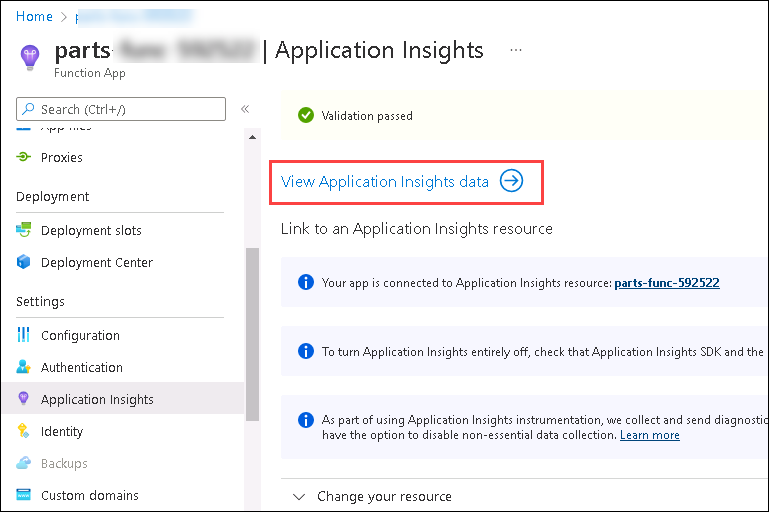 Home >
parts- | Application Insights ...
Function App
Search (Ctrl+/)
«
App files
Proxies
Deployment
Deployment slots
Deployment Center
Settings
Configuration
Authentication
Application Insights
Identity
Backups
Custom domains
Validation passed
View Application Insights data
Link to an Application Insights resource
Your app is connected to Application Insights resource: parts-func-592522
To turn Application Insights entirely off, check that Application Insights SDK and the
As part of using Application Insights instrumentation, we collect and send diagnostic
have the option to disable non-essential data collection. Learn more
Change your resource